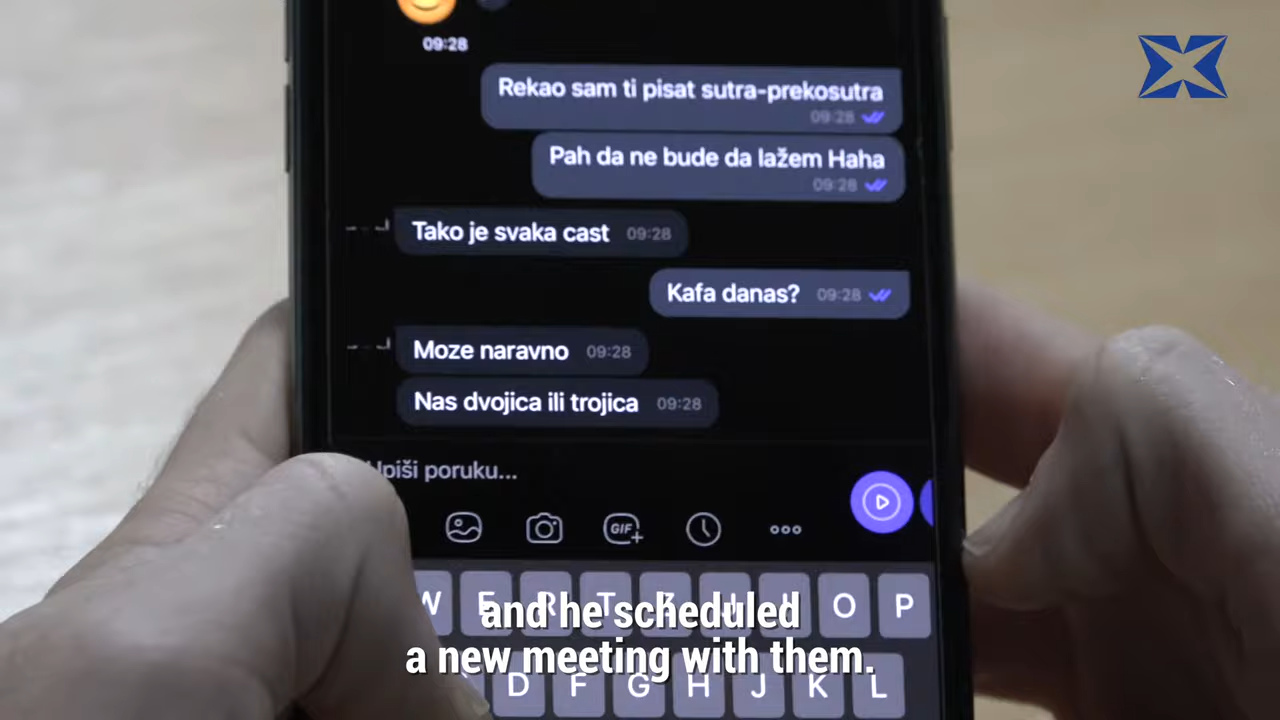 09:28
Rekao sam ti pisat sutra-prekosutra
09:28
Pah da ne bude da lažem Haha
09:28
Tako je svaka cast 09:28
Kafa danas? 09:28
Moze naravno 09:28
Nas dvojica ili trojica 09:28
poruku...
GIF
W E R T Z U I O P
and he scheduled
a new meeting with them.
D F G H J K L